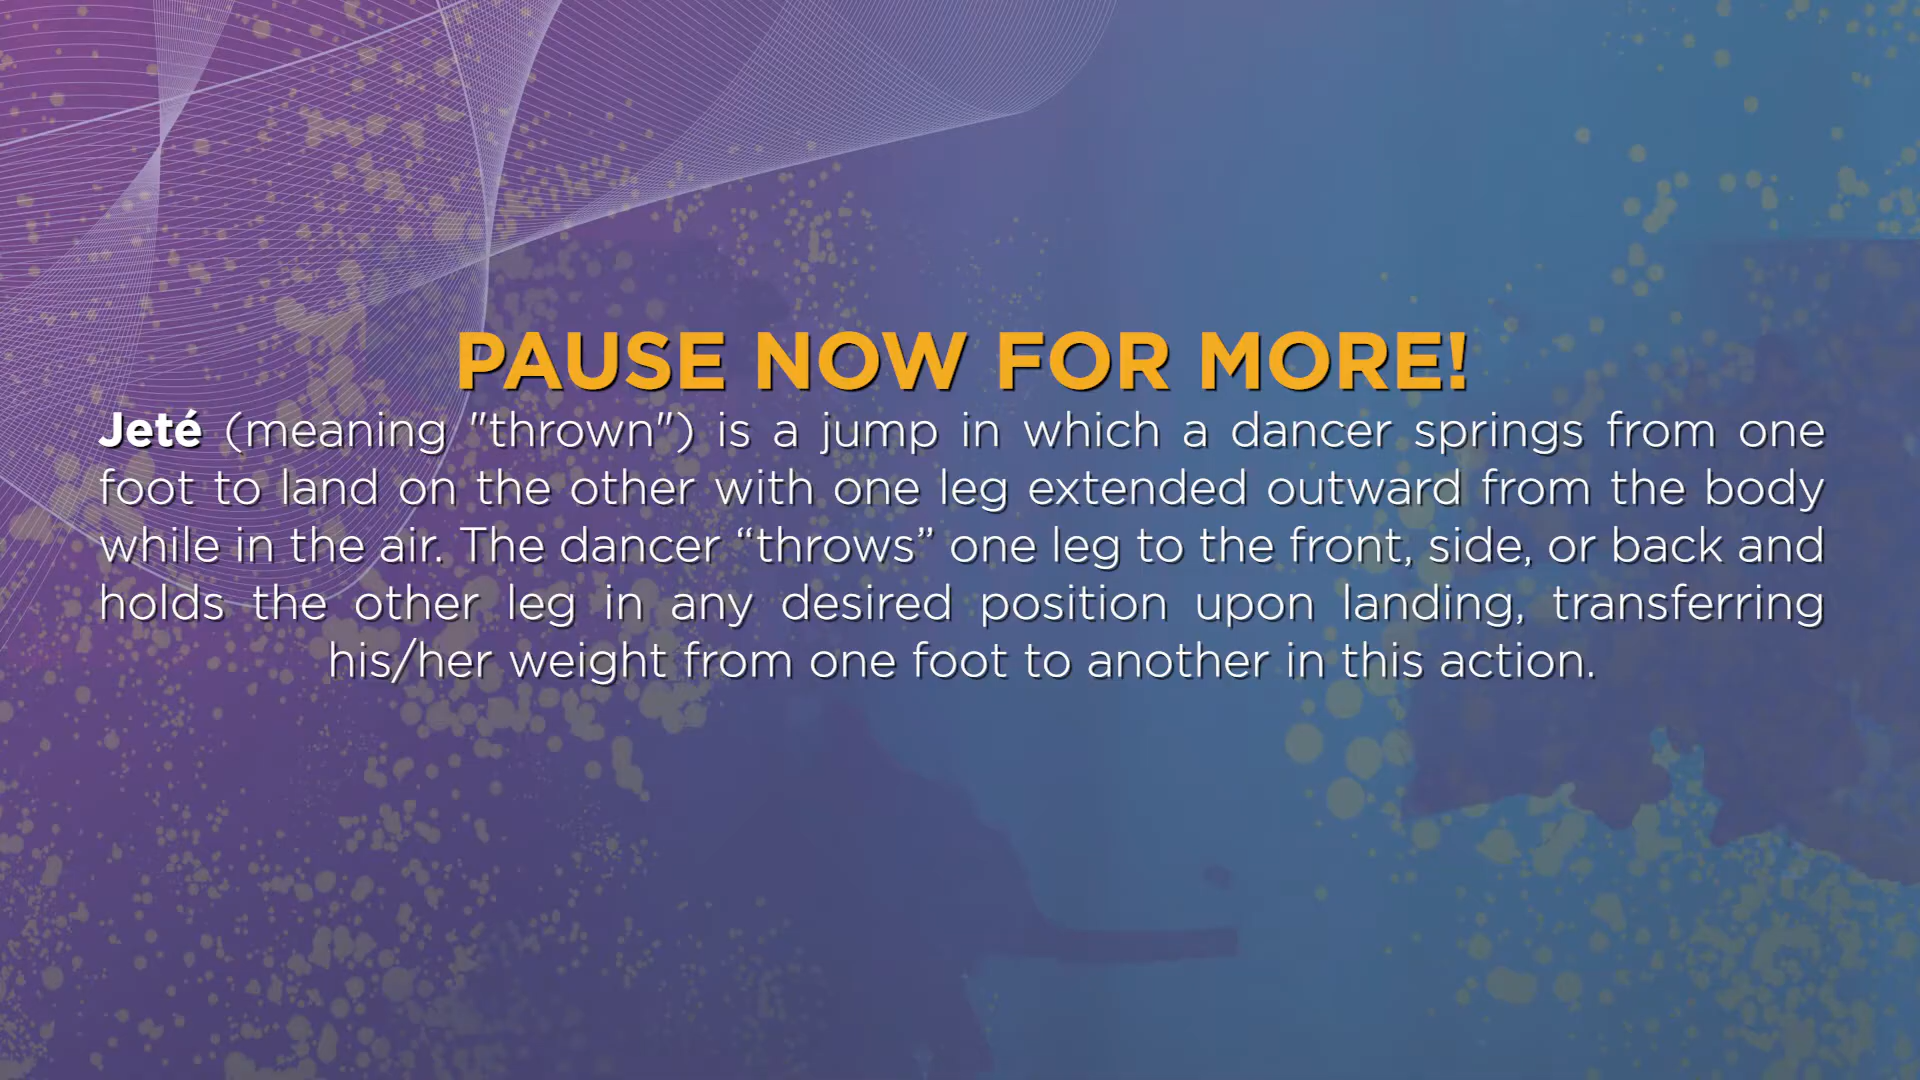 PAUSE NOW FOR MORE!
Jeté (meaning "thrown") is a jump in which a dancer springs from one
foot to land on the other with one leg extended outward from the body
while in the air. The dancer “throws” one leg to the front, side, or back and
holds the other leg in any desired position upon landing, transferring
his/her weight from one foot to another in this action.